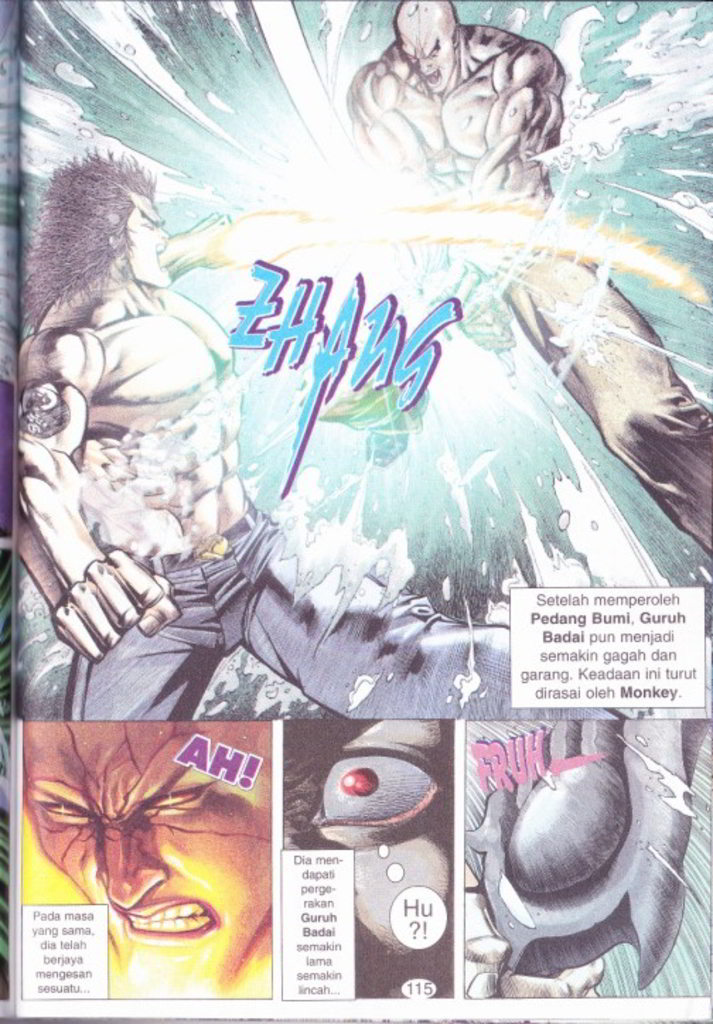 ZHANG
Setelah memperoleh
Pedang Bumi, Guruh
Badai pun menjadi
semakin gagah dan
garang. Keadaan ini turut
dirasai oleh Monkey.
AH!
Pada masa
yang sama,
dia telah
berjaya
mengesan
sesuatu...
Dia men-
dapati
perge-
rakan
Guruh
Badai
semakin
lama
semakin
lincah...
Hu
?!
FRUH
115